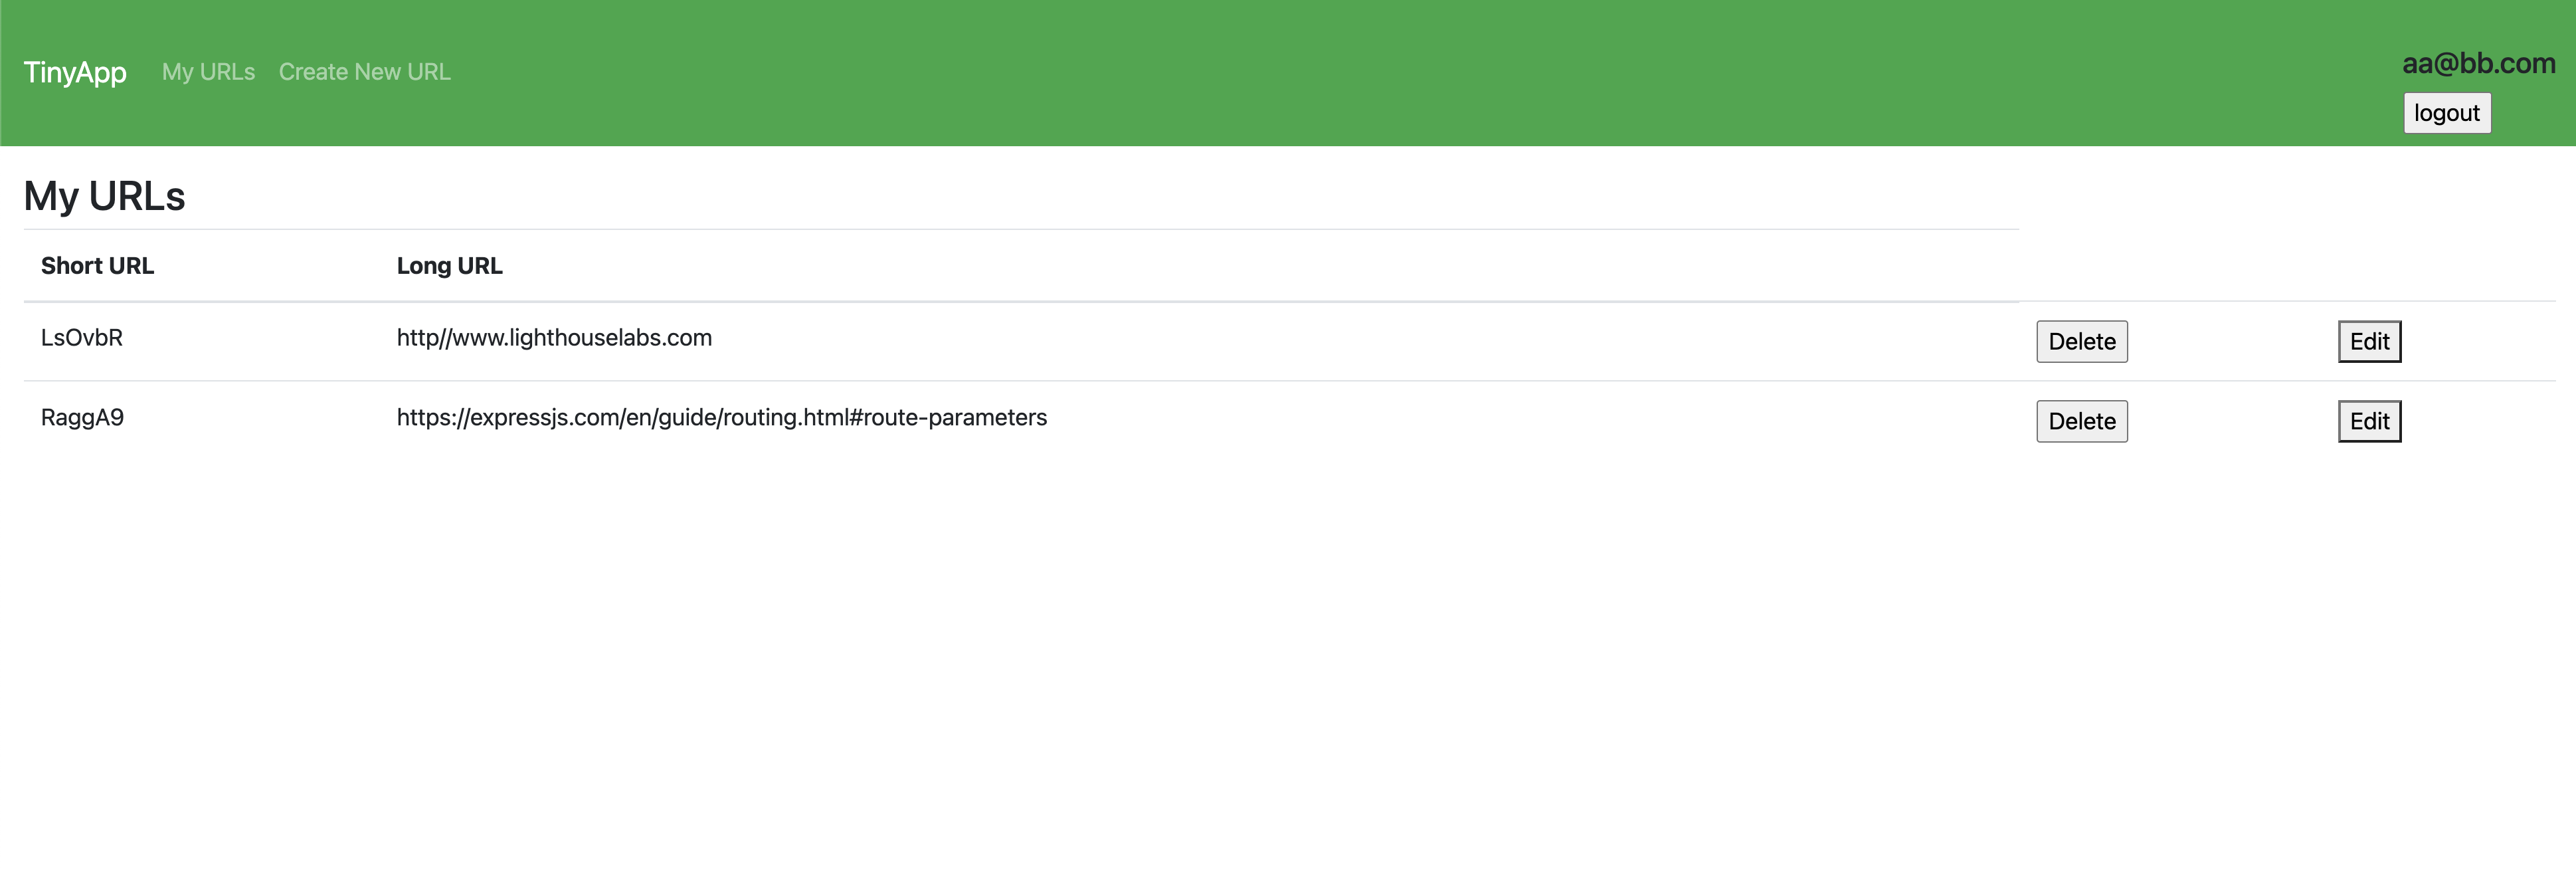 TinyApp My URLs Create New URL
aa@bb.com
logout
My URLs
Short URL Long URL
LsOvbR http//www.lighthouselabs.com Delete Edit
RaggA9 https://expressjs.com/en/guide/routing.html#route-parameters Delete Edit